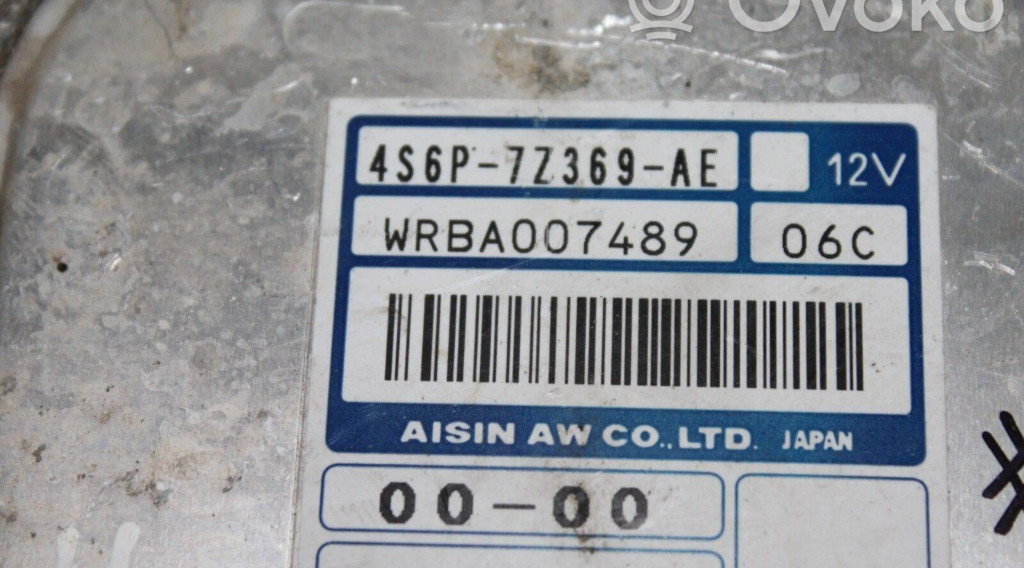 Ovoko
4S6P-7Z369-AE 12V
WRBA007489 06C
AISIN AW CO.,LTD. JAPAN
00-00